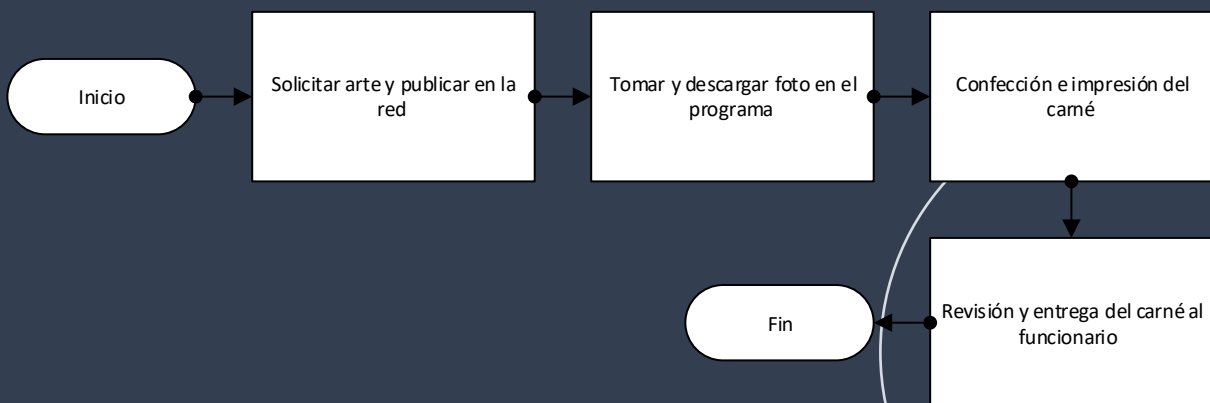 Inicio
Solicitar arte y publicar en la
red
Tomar y descargar foto en el
programa
Confección e impresión del
carné
Revisión y entrega del carné al
funcionario
Fin